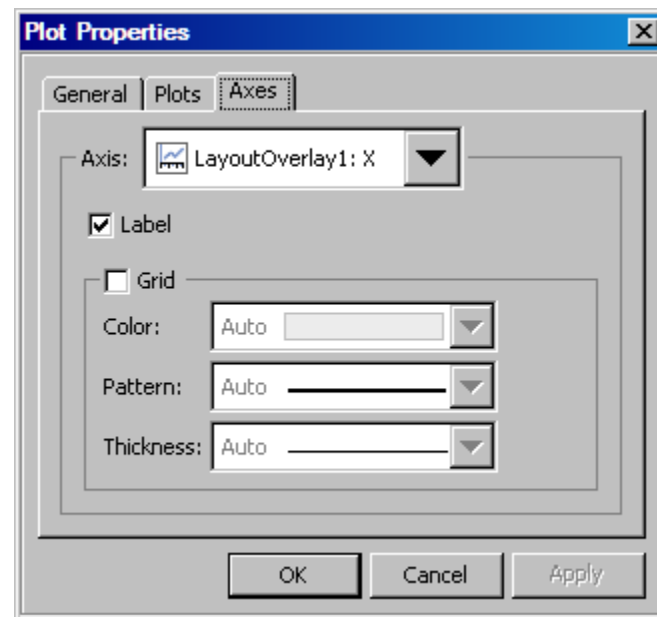 Plot Properties
General Plots Axes
Axis: LayoutOverlay1: X
Label
Grid
Color: Auto
Pattern: Auto
Thickness: Auto
OK Cancel Apply